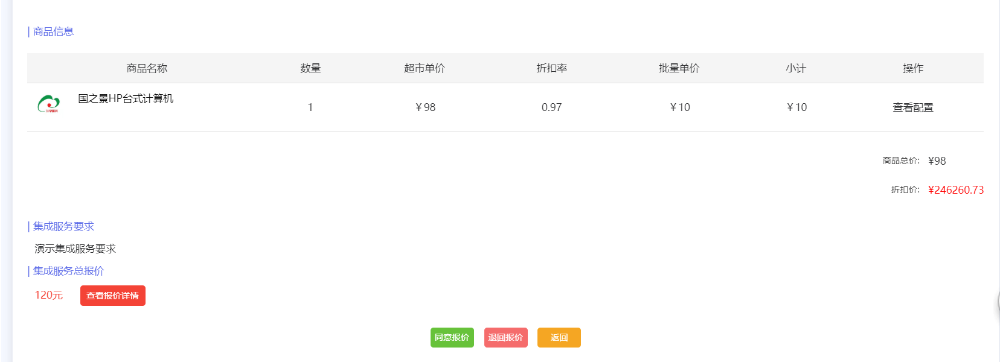 商品信息
商品名称 数量 超市单价 折扣率 批量单价 小计 操作
国之景HP台式计算机 1 ¥98 0.97 ¥10 ¥10 查看配置
商品总价: ¥98
折扣价: ¥246260.73
集成服务要求
演示集成服务要求
集成服务总报价
120元 查看报价详情
同意报价 退回报价 返回